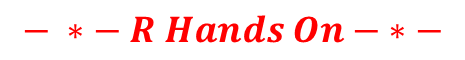 − ∗ − R Hands On − ∗ −